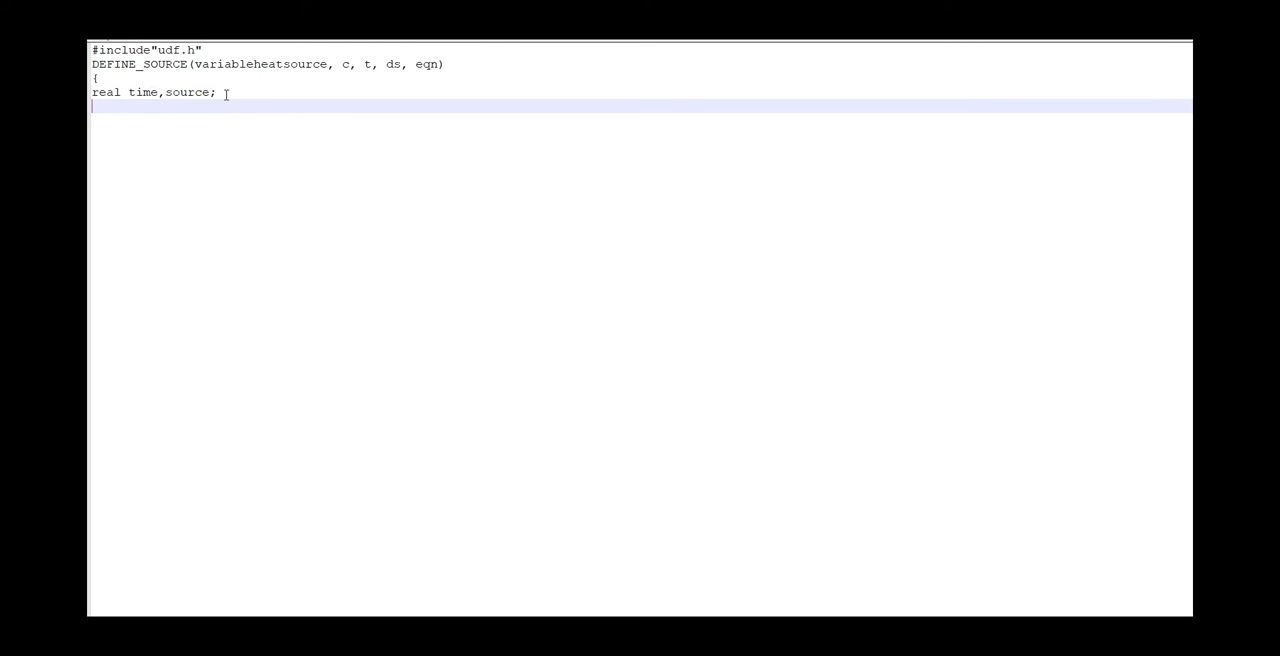 #include"udf.h"
DEFINE_SOURCE(variableheatsource, c, t, ds, eqn)
{
real time,source;